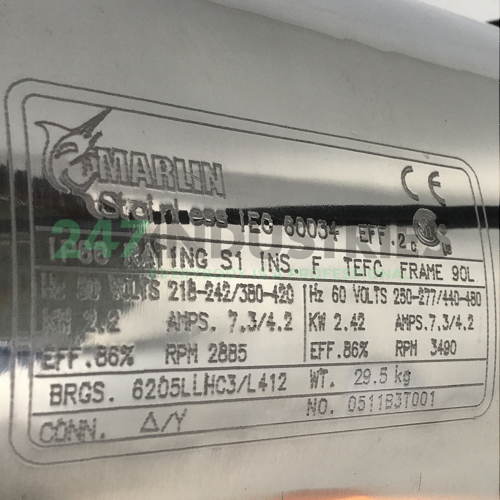 MARLIN
Stainless IEC 60034 EFF.2 CE
RATING S1 INS. F TEFC FRAME 90L
Hz 50 VOLTS 218-242/380-420 Hz 60 VOLTS 250-277/440-480
KW 2.2 AMPS. 7.3/4.2 KW 2.42 AMPS.7.3/4.2
EFF.86% RPM 2885 EFF.86% RPM 3490
BRGS. 6205LLHC3/L412 WT. 29.5 kg
CONN. Δ/Y NO. 0511B3T001